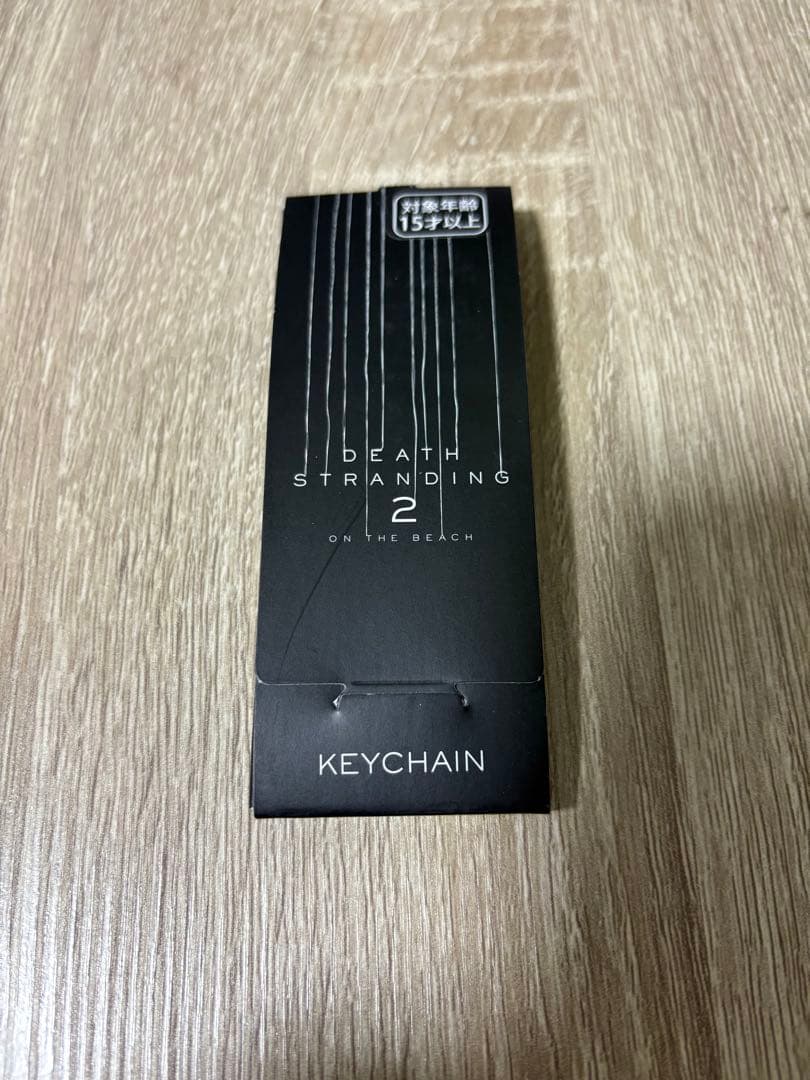 対象年齢
15才以上
DEATH
STRANDING
2
ON THE BEACH
KEYCHAIN